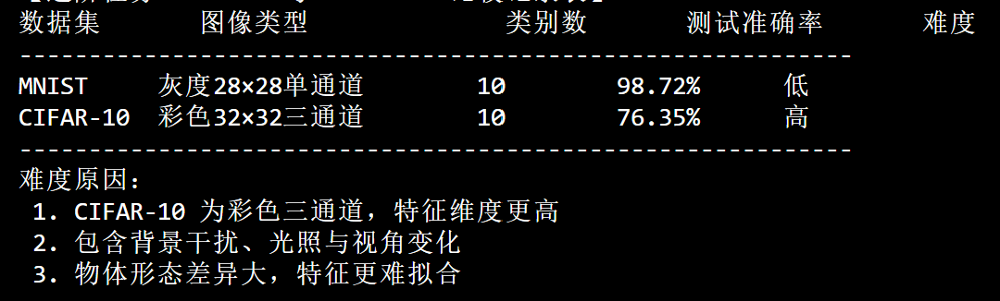 数据集 图像类型 类别数 测试准确率 难度
------------------------------------------------------------
MNIST 灰度28×28单通道 10 98.72% 低
CIFAR-10 彩色32×32三通道 10 76.35% 高
------------------------------------------------------------
难度原因:
1. CIFAR-10 为彩色三通道，特征维度更高
2. 包含背景干扰、光照与视角变化
3. 物体形态差异大，特征更难拟合